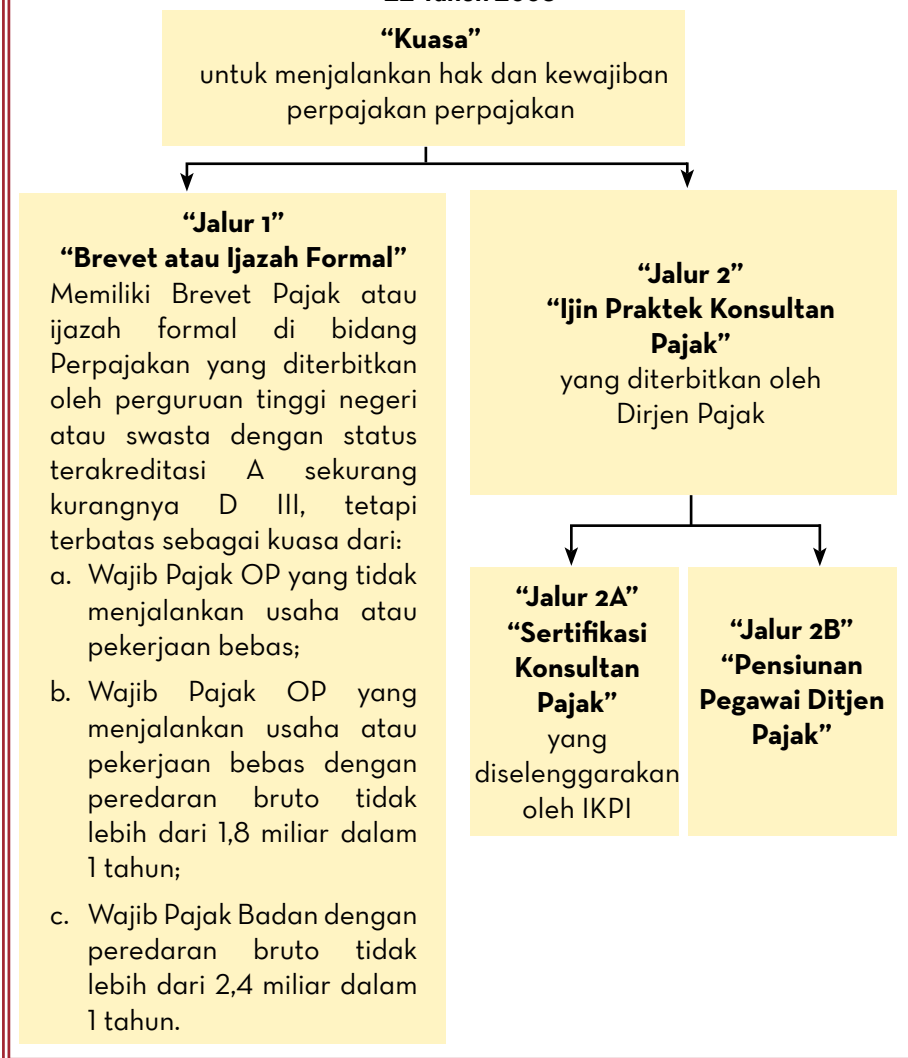 “Kuasa”
untuk menjalankan hak dan kewajiban
perpajakan perpajakan
“Jalur 1”
“Brevet atau Ijazah Formal”
Memiliki Brevet Pajak atau
ijazah formal di bidang
Perpajakan yang diterbitkan
oleh perguruan tinggi negeri
atau swasta dengan status
terakreditasi A sekurang
kurangnya D III, tetapi
terbatas sebagai kuasa dari:
a. Wajib Pajak OP yang tidak
menjalankan usaha atau
pekerjaan bebas;
b. Wajib Pajak OP yang
menjalankan usaha atau
pekerjaan bebas dengan
peredaran bruto tidak
lebih dari 1,8 miliar dalam
1 tahun;
c. Wajib Pajak Badan dengan
peredaran bruto tidak
lebih dari 2,4 miliar dalam
1 tahun.
“Jalur 2”
“Ijin Praktek Konsultan
Pajak”
yang diterbitkan oleh
Dirjen Pajak
“Jalur 2A”
“Sertifikasi
Konsultan
Pajak”
yang
diselenggarakan
oleh IKPI
“Jalur 2B”
“Pensiunan
Pegawai Ditjen
Pajak”